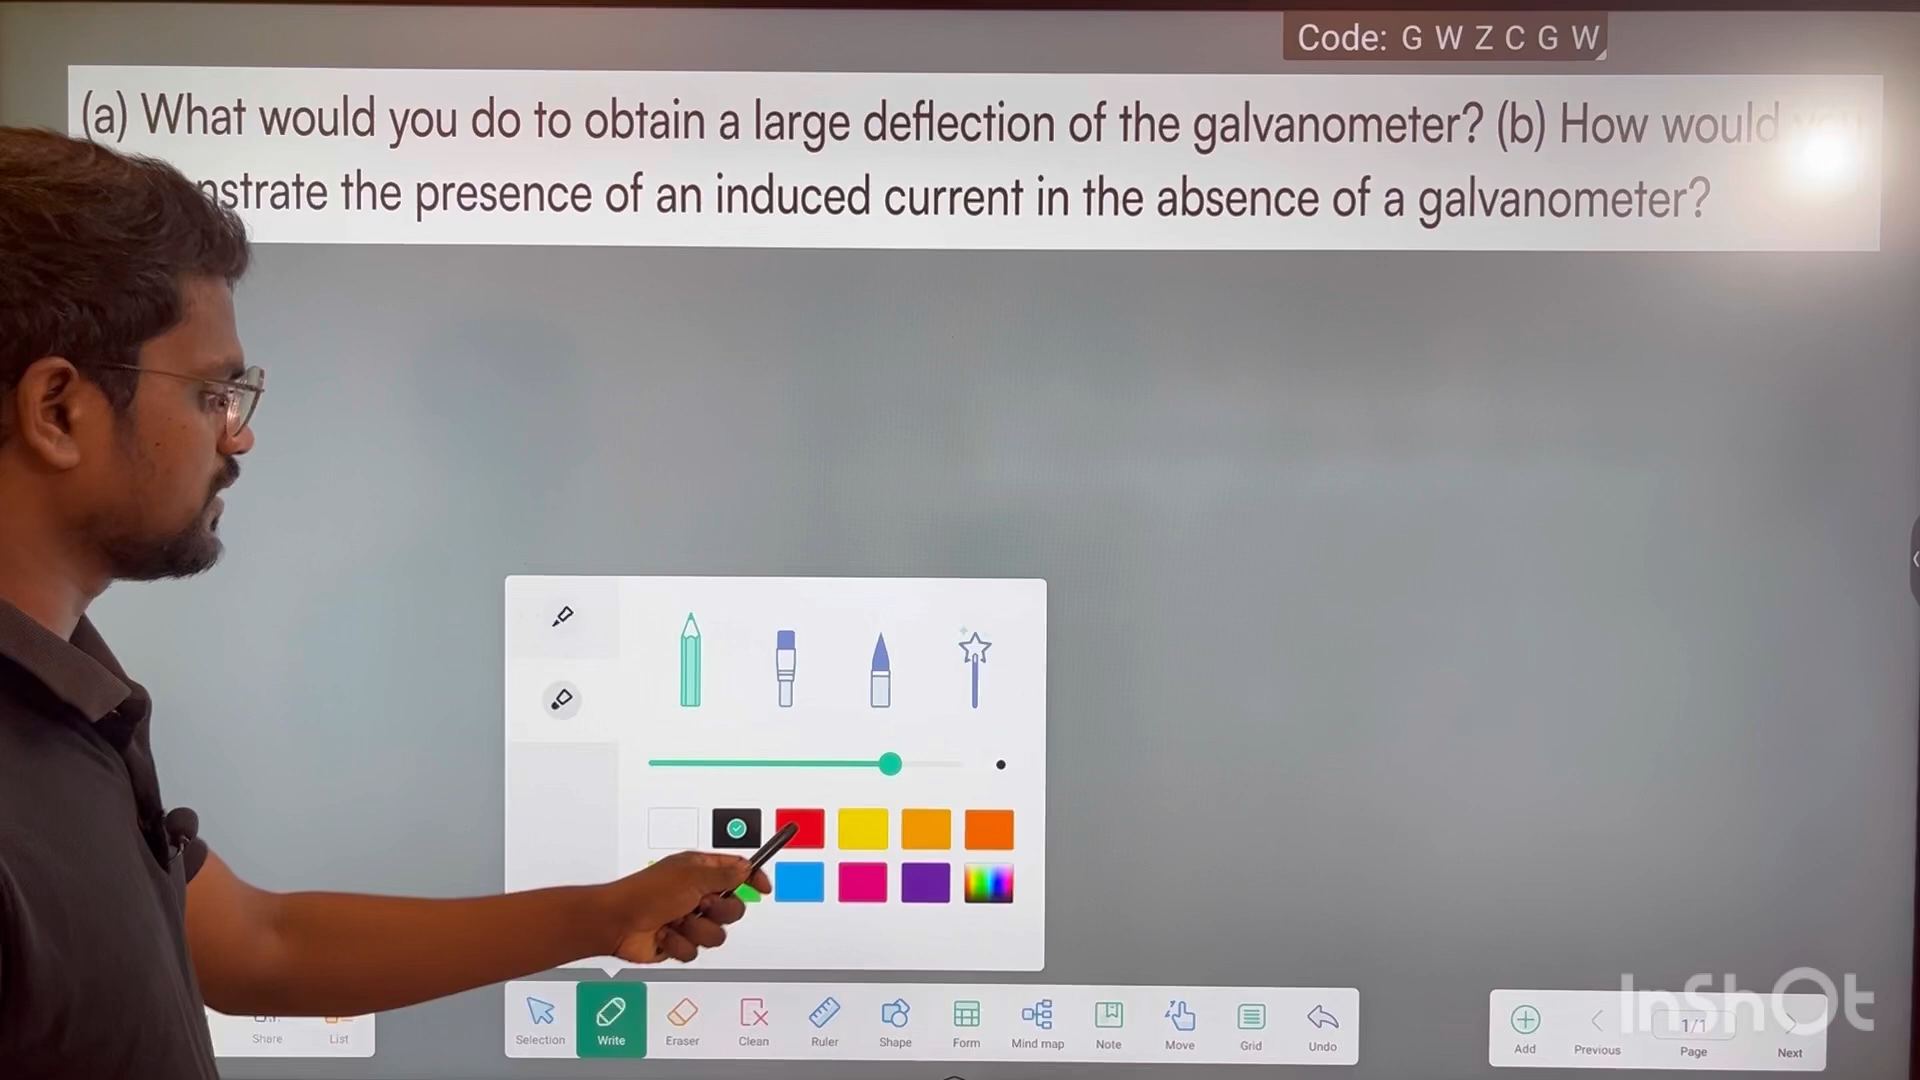 Code: G W Z C G W
(a) What would you do to obtain a large deflection of the galvanometer? (b) How would
the presence of an induced current in the absence of a galvanometer?
Share
List
Selection
Write
Eraser
Clean
Ruler
Shape
Form
Mind map
Note
Move
Grid
Undo
Add
Previous
1/1
Page
Next
InShOt